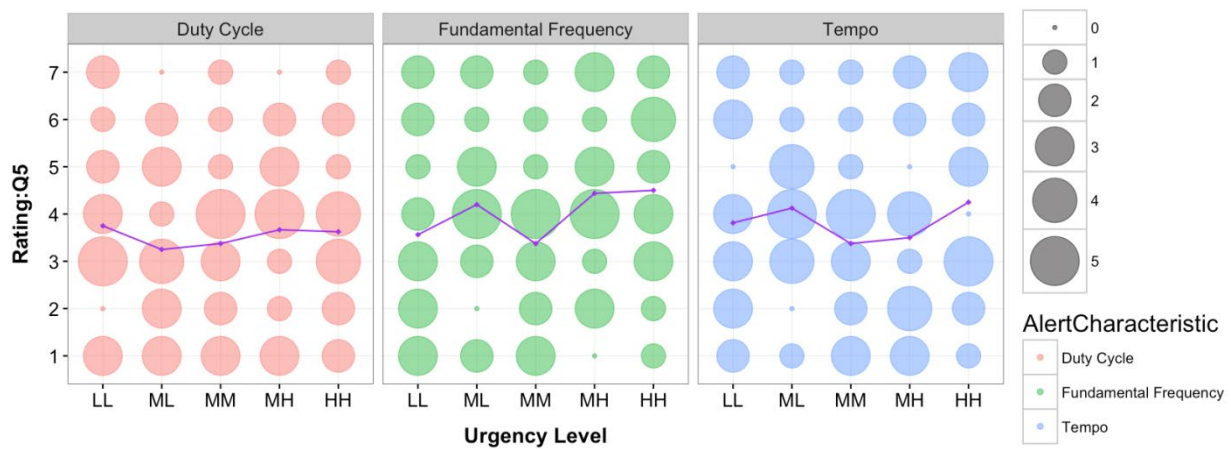 Duty Cycle
Fundamental Frequency
Tempo
Rating:Q5
7
6
5
4
3
2
1
LL ML MM MH HH
LL ML MM MH HH
LL ML MM MH HH
Urgency Level
0
1
2
3
4
5
AlertCharacteristic
Duty Cycle
Fundamental Frequency
Tempo